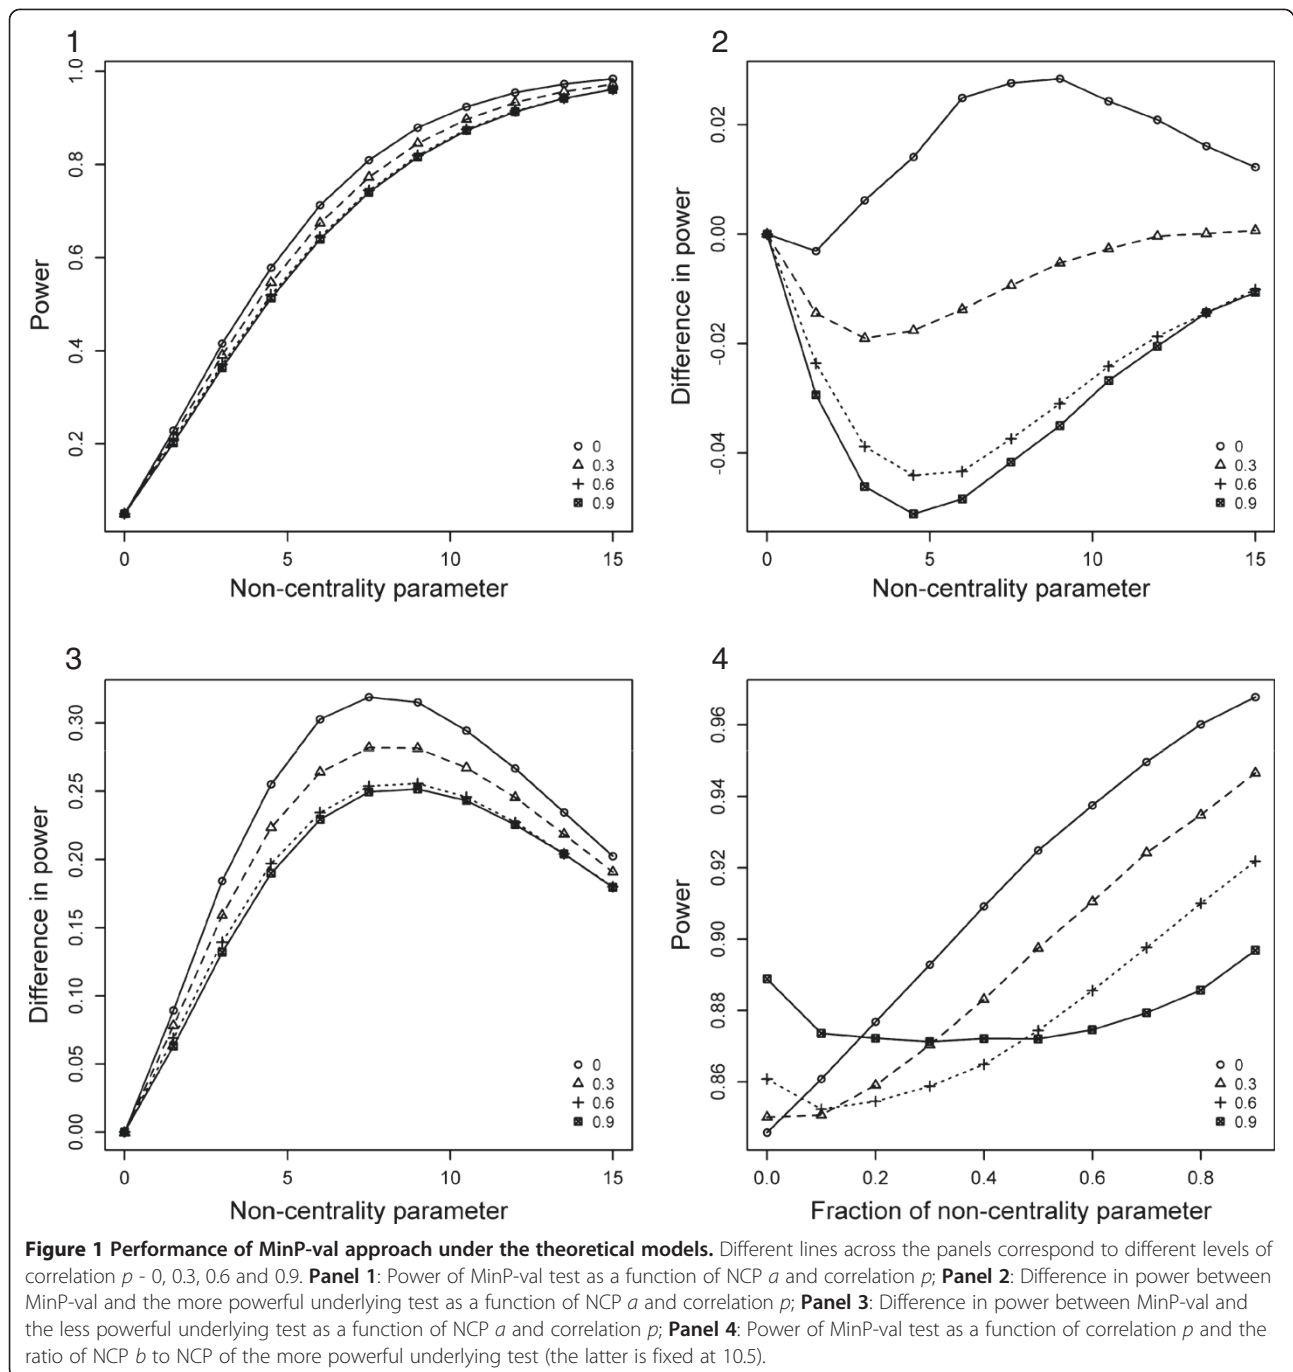 1
1.0
0.8
0.6
0.4
0.2
Power
0
0.3
0.6
0.9
0 5 10 15
Non-centrality parameter
2
0.02
0.00
-0.02
-0.04
Difference in power
0
0.3
0.6
0.9
0 5 10 15
Non-centrality parameter
3
0.30
0.25
0.20
0.15
0.10
0.05
0.00
Difference in power
0
0.3
0.6
0.9
0 5 10 15
Non-centrality parameter
4
0.96
0.94
0.92
0.90
0.88
0.86
Power
0
0.3
0.6
0.9
0.0 0.2 0.4 0.6 0.8
Fraction of non-centrality parameter
Figure 1 Performance of MinP-val approach under the theoretical models. Different lines across the panels correspond to different levels of
correlation p - 0, 0.3, 0.6 and 0.9. Panel 1: Power of MinP-val test as a function of NCP a and correlation p; Panel 2: Difference in power between
MinP-val and the more powerful underlying test as a function of NCP a and correlation p; Panel 3: Difference in power between MinP-val and
the less powerful underlying test as a function of NCP a and correlation p; Panel 4: Power of MinP-val test as a function of correlation p and the
ratio of NCP b to NCP of the more powerful underlying test (the latter is fixed at 10.5).